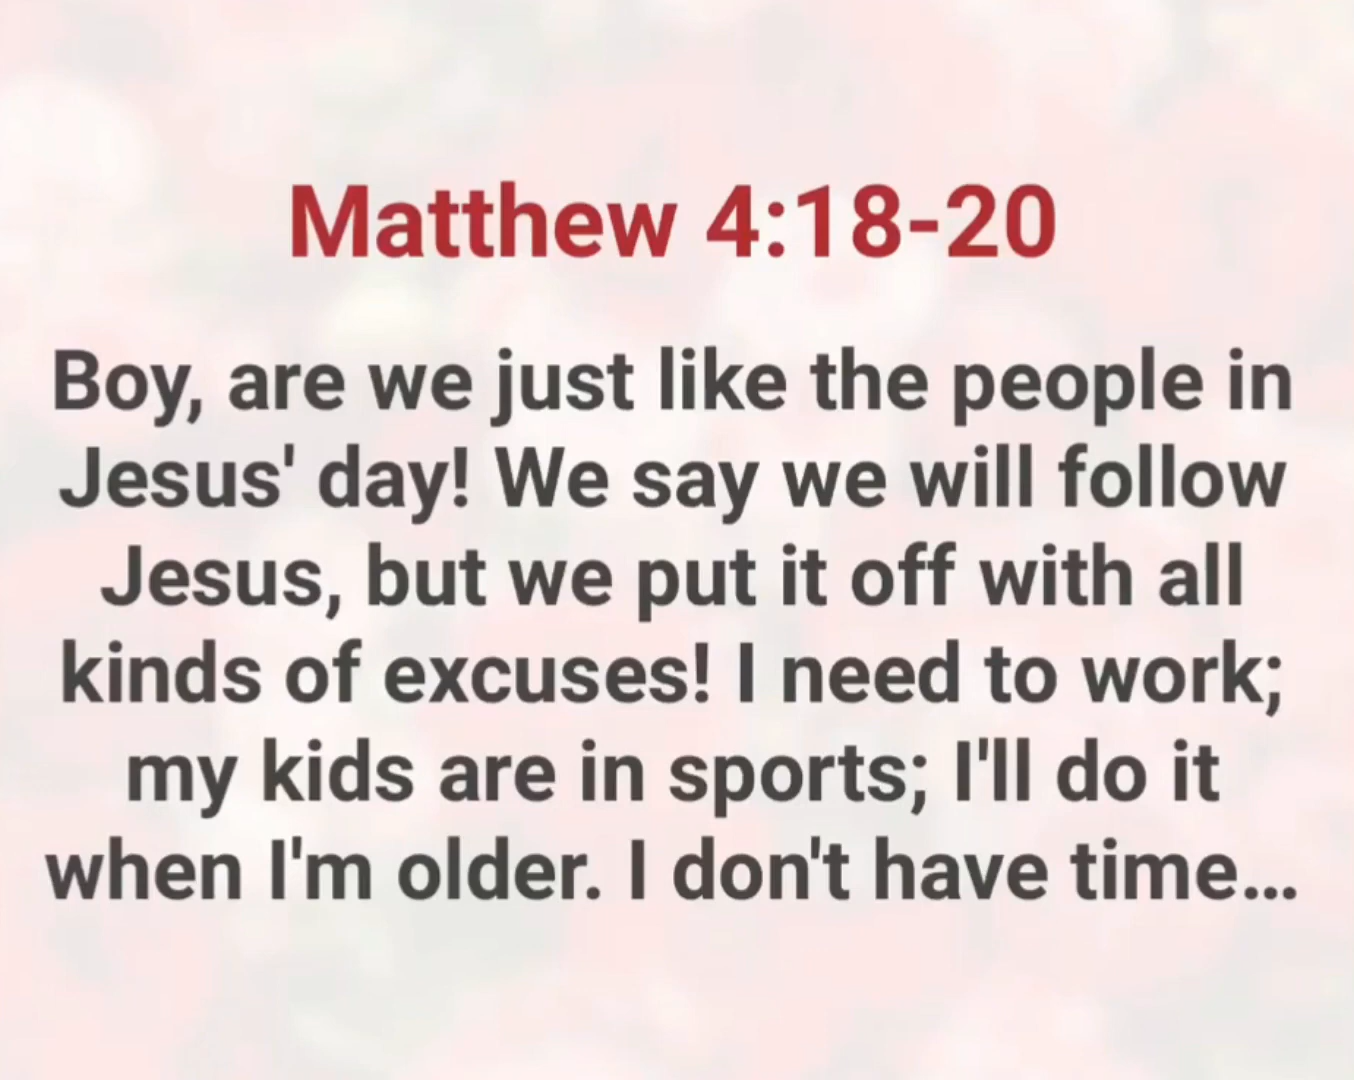 Matthew 4:18-20
Boy, are we just like the people in
Jesus' day! We say we will follow
Jesus, but we put it off with all
kinds of excuses! I need to work;
my kids are in sports; I'll do it
when I'm older. I don't have time...